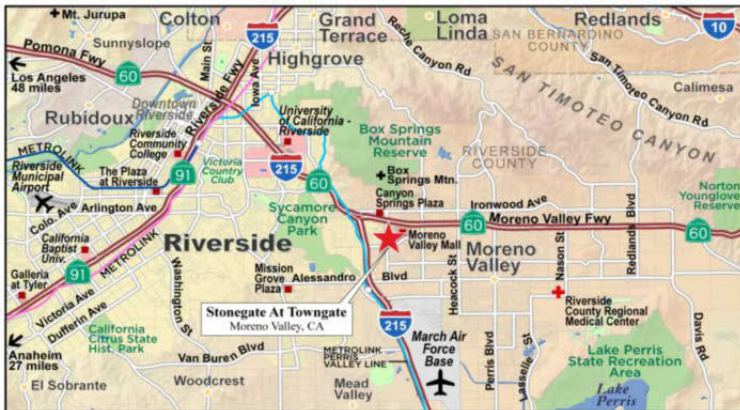 Mt. Jurupa
Colton
Grand
Terrace
Loma
Linda
Redlands
10
Sunnyslope
215
Reche Canyon Rd
SAN BERNARDINO
COUNTY
San Timoteo Canyon Rd
Pomona Fwy
60
Main St
Riverside Fwy
Iowa Ave
Highgrove
SAN TIMOTEO CANYON
Calimesa
Los Angeles
48 miles
Rubidoux
Downtown
Riverside
University
of California -
Riverside
Box Springs
Mountain
Reserve
RIVERSIDE
COUNTY
METROLINK
Riverside
Community
College
Riverside
Municipal
Airport
The Plaza
at Riverside
91
Victoria
Country
Club
215
60
Box
Springs Mtn.
Canyon
Springs Plaza
Ironwood Ave
Norton
Younglove
Reserve
Colo. Ave
Arlington Ave
Sycamore
Canyon
Park
60
Moreno Valley Fwy
60
Redlands Blvd
California
Baptist
Univ.
METROLINK
Riverside
Moreno
Valley Mall
Moreno
Valley
Nason St
Galleria
at Tyler
91
Washington St
Mission
Grove
Plaza
Alessandro
Blvd
Heacock St
Victoria Ave
Dufferin Ave
Stonegate At Towngate
Moreno Valley, CA
Riverside
County Regional
Medical Center
California
Citrus State
Hist. Park
215
March Air
Force
Base
Perris Blvd
Lasselle St
Davis Rd
Anaheim
27 miles
Van Buren Blvd
METROLINK
PERRIS
VALLEY LINE
Lake Perris
State Recreation
Area
El Sobrante
Woodcrest
Mead
Valley
Lake
Perris